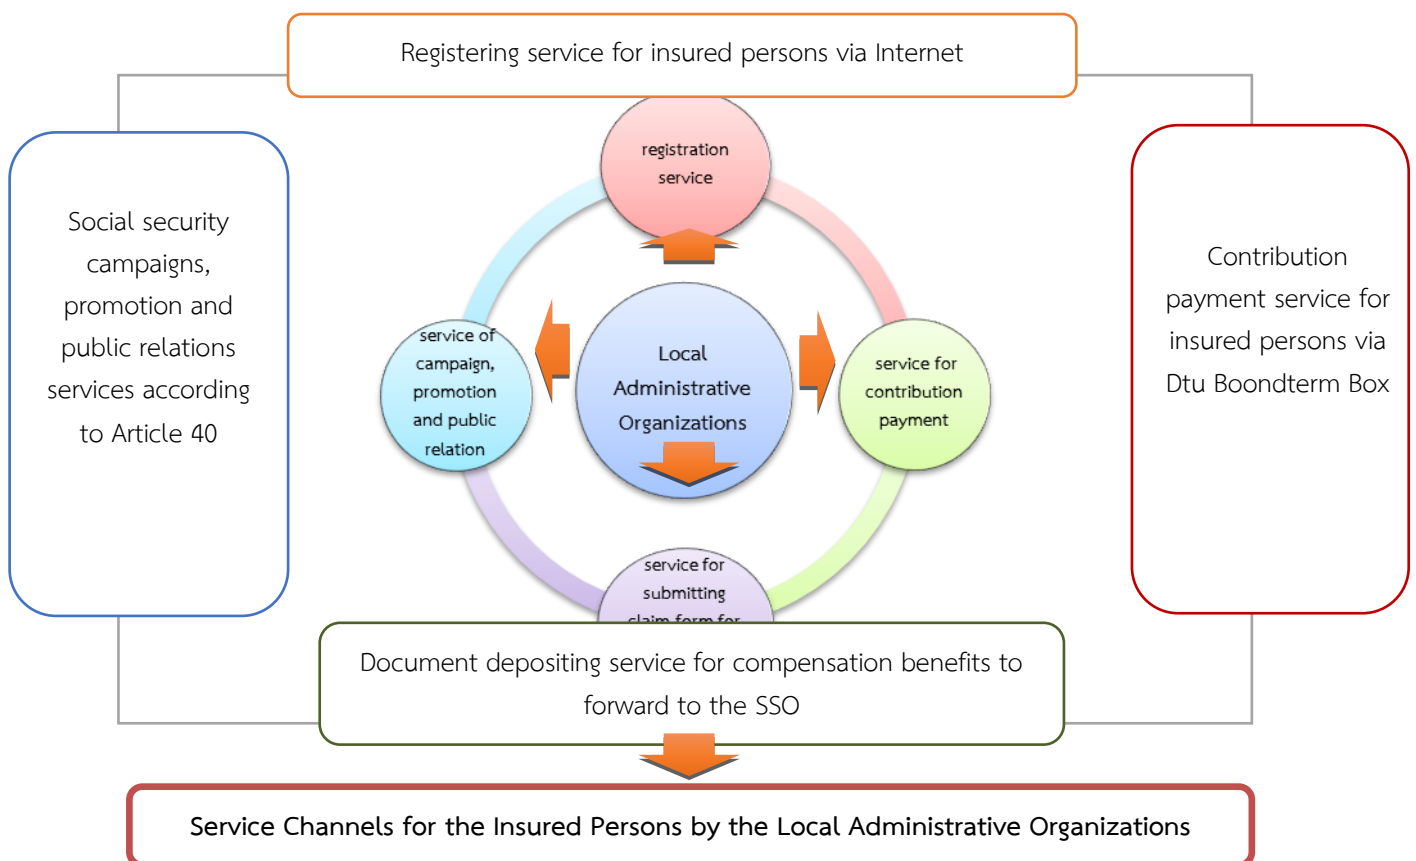 Registering service for insured persons via Internet
registration
service
Social security
campaigns,
promotion and
public relations
services according
to Article 40
service of
campaign,
promotion
and public
relation
Local
Administrative
Organizations
service for
contribution
payment
Contribution
payment service for
insured persons via
Dtu Boondterm Box
service for
submitting
claim form for
Document depositing service for compensation benefits to
forward to the SSO
Service Channels for the Insured Persons by the Local Administrative Organizations